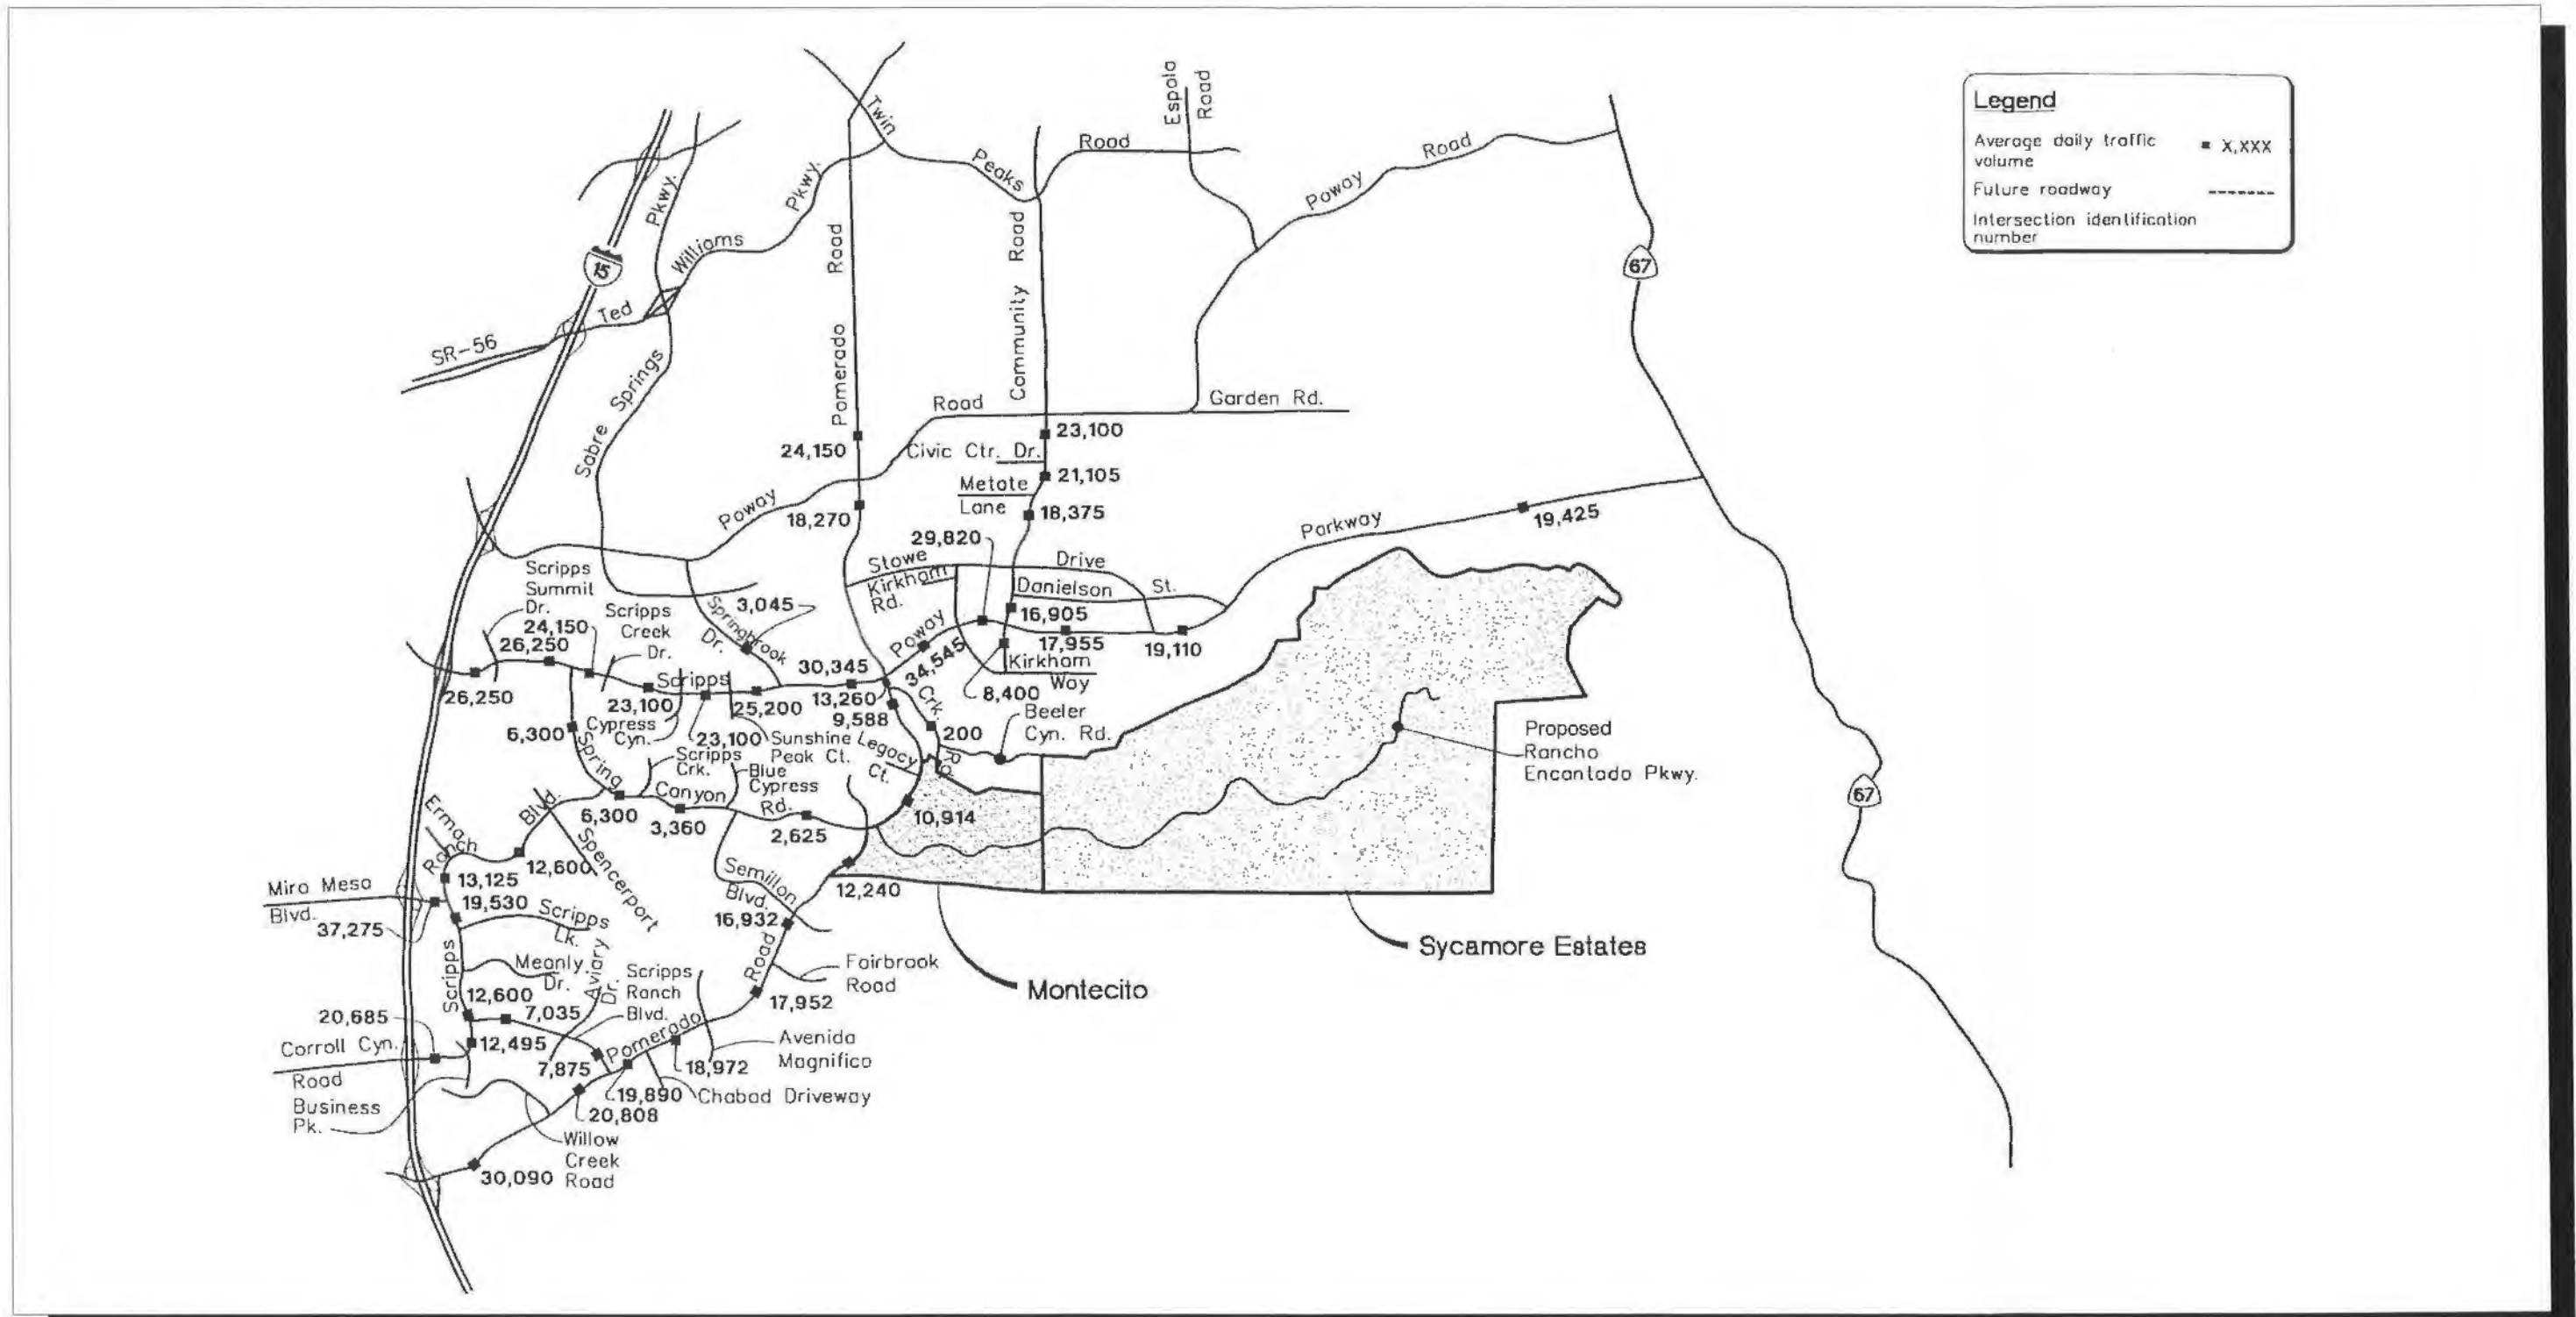 Legend
Average daily traffic
volume
X,XXX
Future roadway
Intersection identification
number
Twin
Peaks
Road
Espola
Road
Poway
Road
67
15
Pkwy.
Williams
Pkwy.
Ted
SR-56
Sabre
Springs
Pomerado
Road
Community
Road
Road
Garden Rd.
23,100
24,150
Civic Ctr. Dr.
21,105
Metate
Lane
18,375
Poway
18,270
29,820
Parkway
19,425
Stowe
Drive
Kirkham
Rd.
Danielson
St.
16,905
17,955
19,110
Scripps
Summit
Dr.
24,150
26,250
26,250
Scripps
Creek
Dr.
3,045
Springbrook
Dr.
30,345
Poway
34,545
Kirkham
Way
8,400
Scripps
23,100
25,200
13,260
9,588
Crk.
Rd.
200
Beeler
Cyn. Rd.
Cypress
Cyn.
23,100
Sunshine
Peak Ct.
Legacy
Ct.
6,300
Spring
Scripps
Crk.
Blue
Cypress
Canyon
Rd.
6,300
3,360
2,625
10,914
Proposed
Rancho
Encantada Pkwy.
67
Erma
Ranch
Blvd.
12,600
Spencerport
13,125
Mira Mesa
Blvd.
37,275
19,530
Scripps
Lk.
Semillon
Blvd.
12,240
16,932
Sycamore Estates
Montecito
Scripps
Meanly
Dr.
Aviary
Dr.
Scripps
Ranch
Blvd.
Road
Fairbrook
Road
17,952
12,600
7,035
20,685
Carroll Cyn.
Road
12,495
7,875
Pomerado
18,972
Avenida
Magnifica
Business
Pk.
19,890
Chabad Driveway
20,808
Willow
Creek
Road
30,090